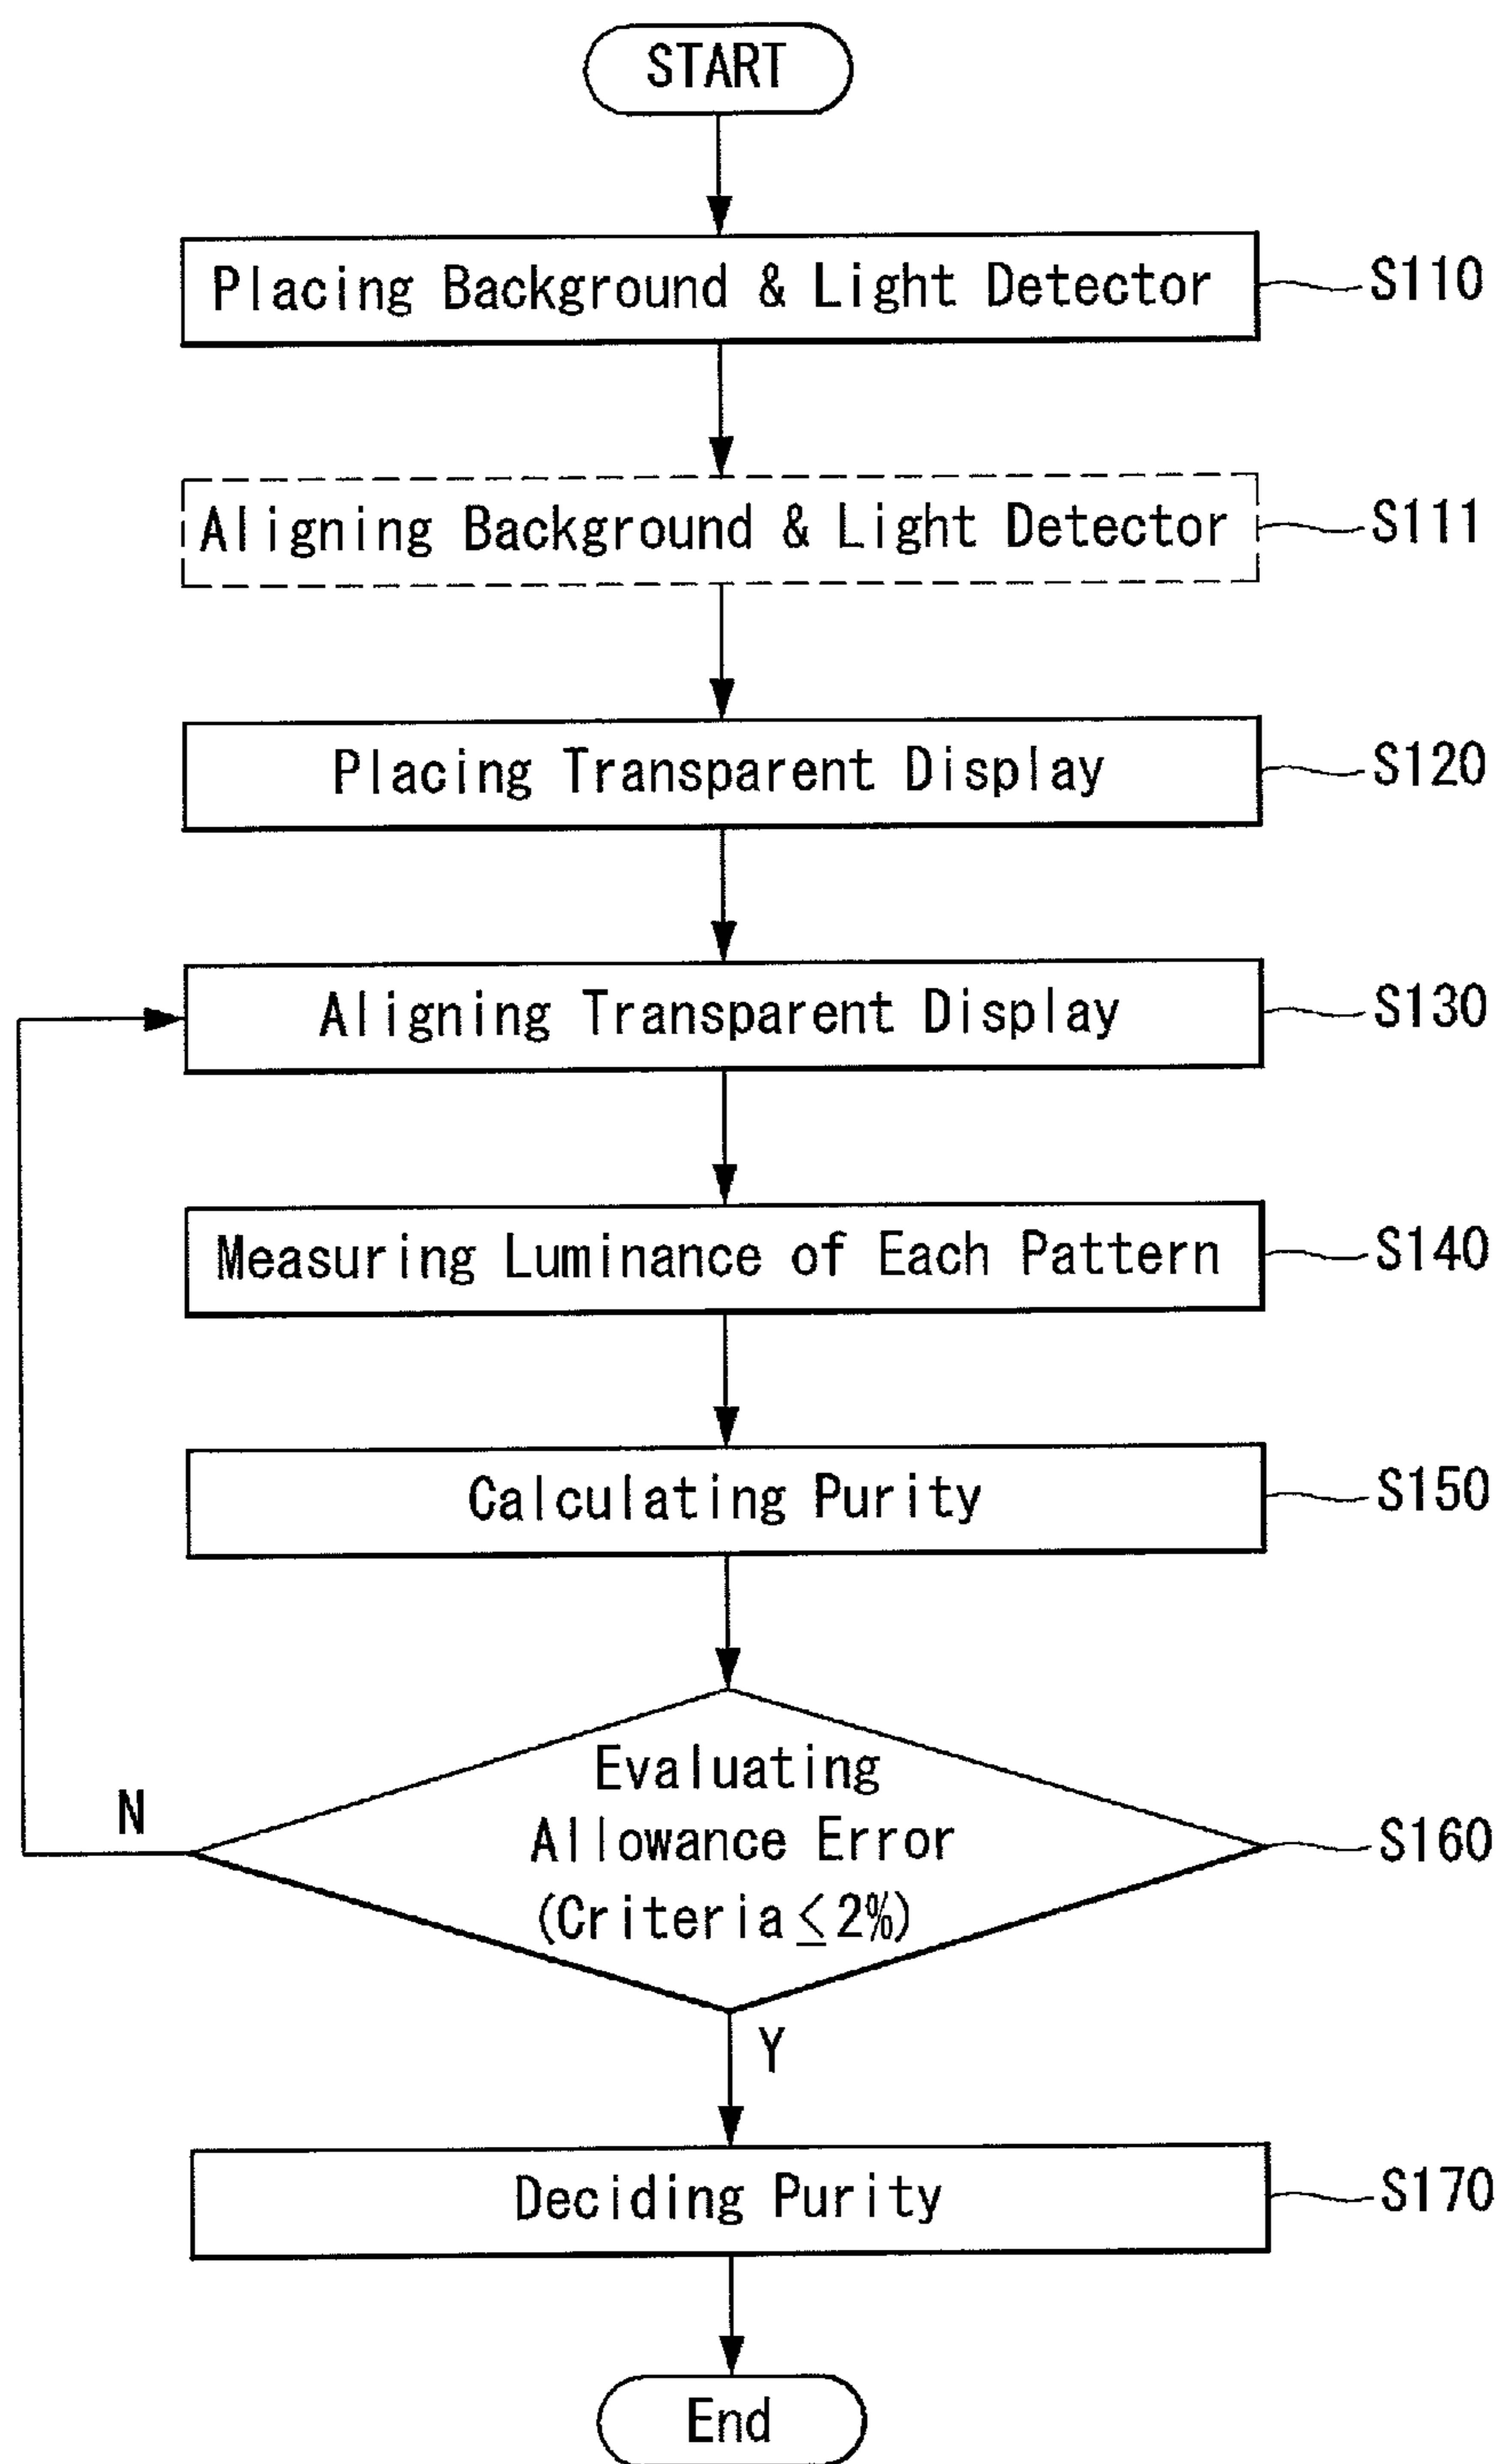 START
Placing Background & Light Detector
S110
Aligning Background & Light Detector
S111
Placing Transparent Display
S120
Aligning Transparent Display
S130
Measuring Luminance of Each Pattern
S140
Calculating Purity
S150
Evaluating
Allowance Error
(Criteria≤2%)
S160
N
Y
Deciding Purity
S170
End